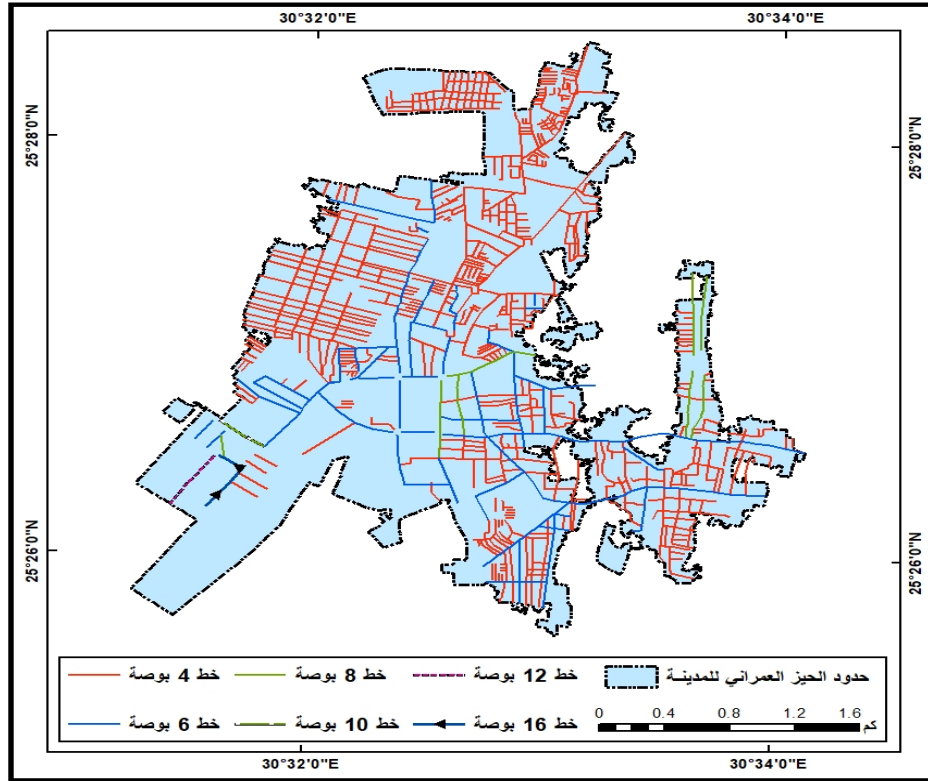 30°32'0"E
30°34'0"E
25°28'0"N
25°28'0"N
25°26'0"N
25°26'0"N
حدود الحيز العمراني للمدينـة
خط 12 بوصة
خط 8 بوصة
خط 4 بوصة
خط 16 بوصة
خط 10 بوصة
خط 6 بوصة
0 0.4 0.8 1.2 1.6
كم
30°32'0"E
30°34'0"E